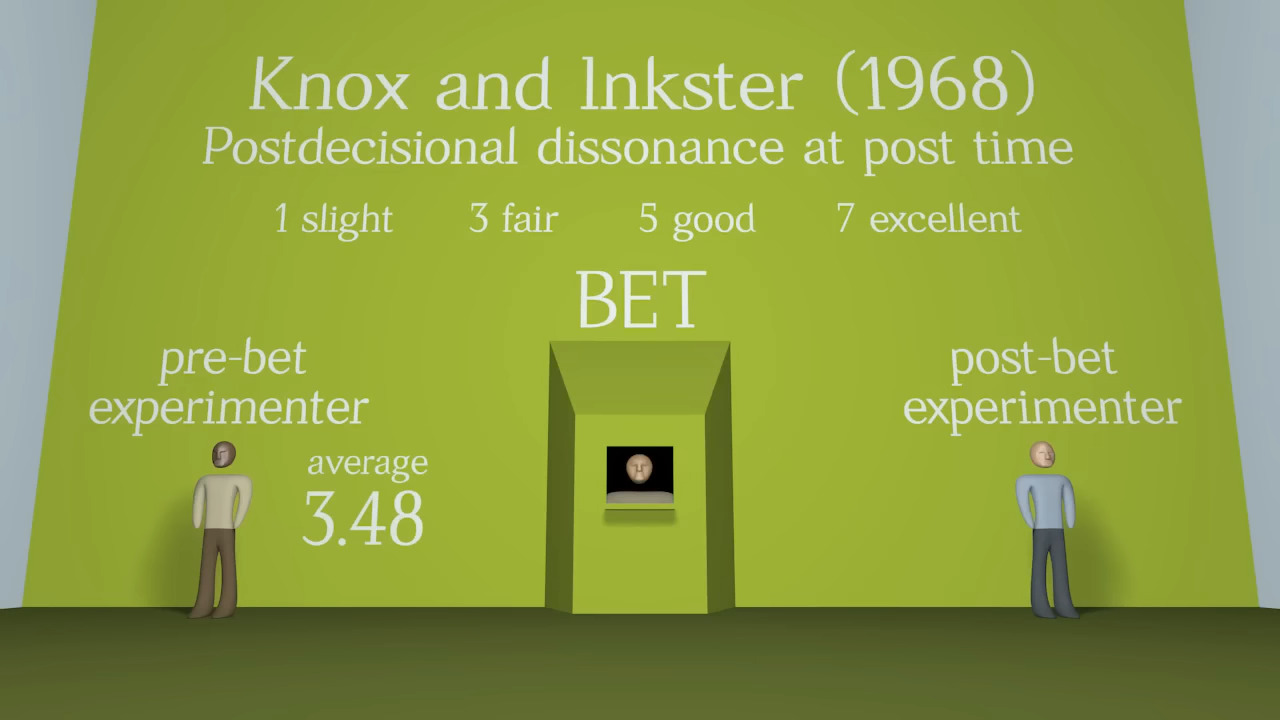 Knox and Inkster (1968)
Postdecisional dissonance at post time
1 slight 3 fair 5 good 7 excellent
BET
pre-bet
experimenter
average
3.48
post-bet
experimenter